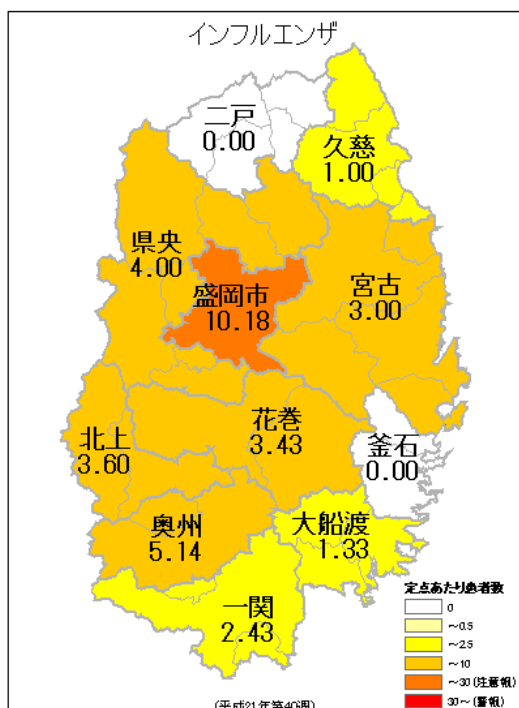 インフルエンザ
二戸
0.00
久慈
1.00
県央
4.00
盛岡市
10.18
宮古
3.00
花巻
3.43
北上
3.60
釜石
0.00
奥州
5.14
大船渡
1.33
一関
2.43
定点あたり患者数
0
～0.5
～2.5
～10
～30(注意報)
30～(警報)
(平成21年第40週)